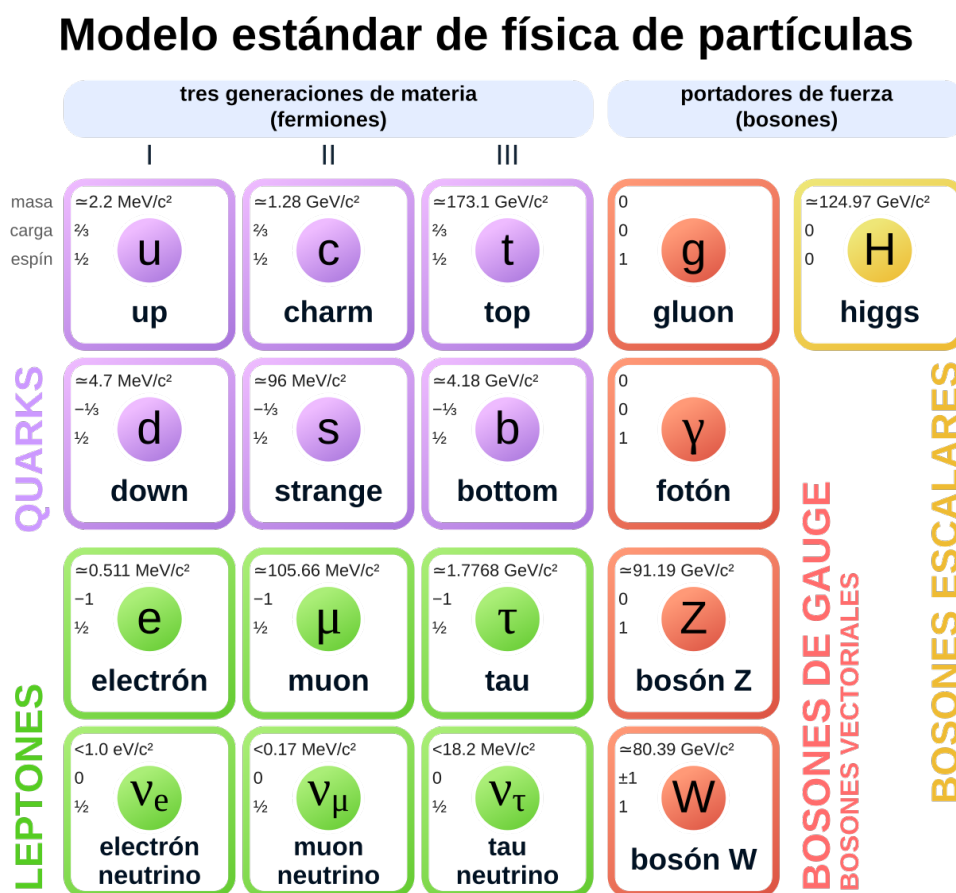 Modelo estándar de física de partículas
tres generaciones de materia
(fermiones)
portadores de fuerza
(bosones)
I
II
III
masa
carga
espín
≃2.2 MeV/c²
⅔
½
u
up
≃1.28 GeV/c²
⅔
½
c
charm
≃173.1 GeV/c²
⅔
½
t
top
0
0
1
g
gluon
≃124.97 GeV/c²
0
0
H
higgs
QUARKS
≃4.7 MeV/c²
−⅓
½
d
down
≃96 MeV/c²
−⅓
½
s
strange
≃4.18 GeV/c²
−⅓
½
b
bottom
0
0
1
γ
fotón
LEPTONES
≃0.511 MeV/c²
−1
½
e
electrón
≃105.66 MeV/c²
−1
½
μ
muon
≃1.7768 GeV/c²
−1
½
τ
tau
≃91.19 GeV/c²
0
1
Z
bosón Z
<1.0 eV/c²
0
½
νe
electrón
neutrino
<0.17 MeV/c²
0
½
νμ
muon
neutrino
<18.2 MeV/c²
0
½
ντ
tau
neutrino
≃80.39 GeV/c²
±1
1
W
bosón W
BOSONES DE GAUGE
BOSONES VECTORIALES
BOSONES ESCALARES